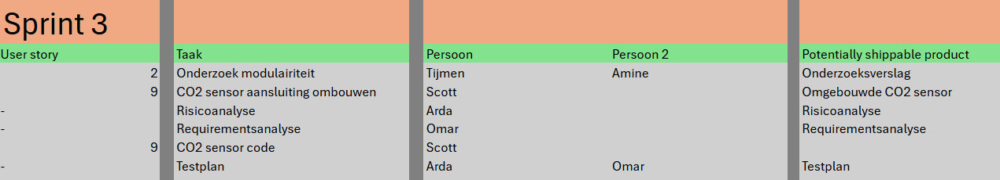 Sprint 3
User story Taak Persoon Persoon 2 Potentially shippable product
2 Onderzoek modulairiteit Tijmen Amine Onderzoeksverslag
9 CO2 sensor aansluiting ombouwen Scott Omgebouwde CO2 sensor
- Risicoanalyse Arda Risicoanalyse
- Requirementsanalyse Omar Requirementsanalyse
9 CO2 sensor code Scott
- Testplan Arda Omar Testplan